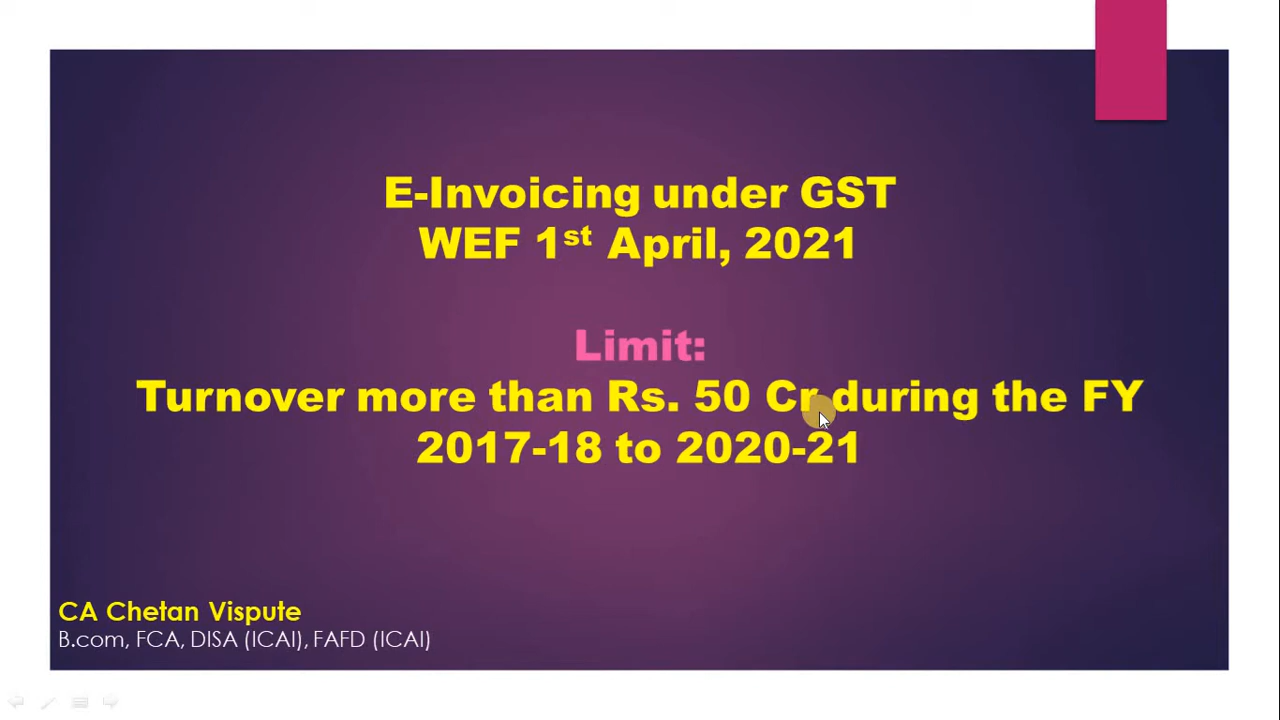 E-Invoicing under GST
WEF 1st April, 2021
Limit:
Turnover more than Rs. 50 Cr during the FY
2017-18 to 2020-21
CA Chetan Vispute
B.com, FCA, DISA (ICAI), FAFD (ICAI)